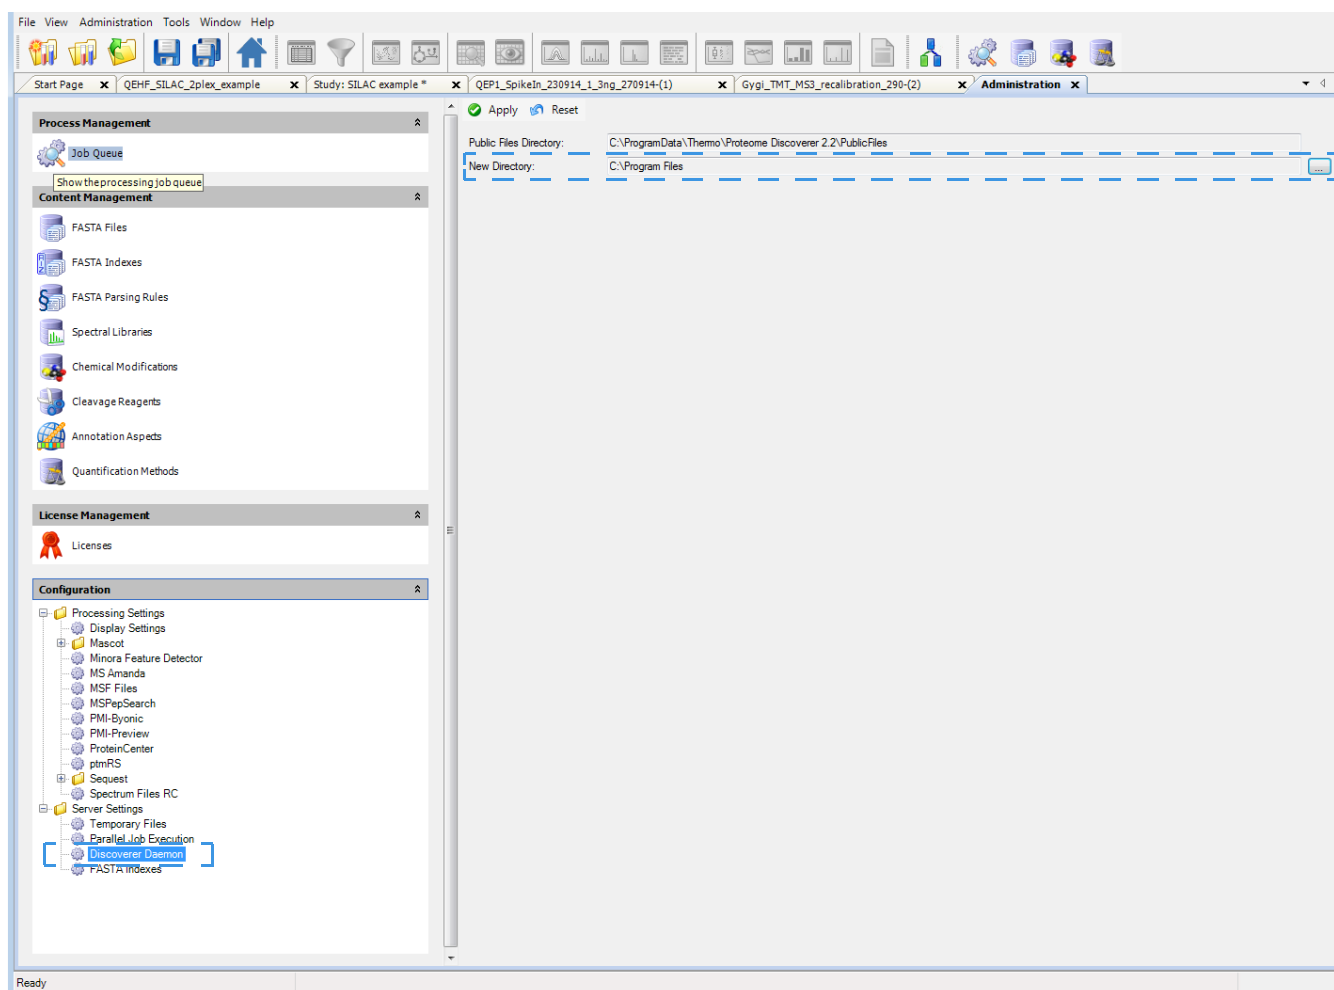 File View Administration Tools Window Help
Start Page x QEHF_SILAC_2plex_example x Study: SILAC example * x QEP1_SpikeIn_230914_1_3ng_270914-(1) x Gygi_TMT_MS3_recalibration_290-(2) x Administration x
Apply Reset
Process Management
Job Queue
Show the processing job queue
Content Management
FASTA Files
FASTA Indexes
FASTA Parsing Rules
Spectral Libraries
Chemical Modifications
Cleavage Reagents
Annotation Aspects
Quantification Methods
License Management
Licenses
Configuration
Processing Settings
Display Settings
Mascot
Minora Feature Detector
MS Amanda
MSF Files
MSPepSearch
PMI-Byonic
PMI-Preview
ProteinCenter
ptmRS
Sequest
Spectrum Files RC
Server Settings
Temporary Files
Parallel Job Execution
Discoverer Daemon
FASTA Indexes
Public Files Directory: C:\ProgramData\Thermo\Proteome Discoverer 2.2\PublicFiles
New Directory: C:\Program Files ...
Ready